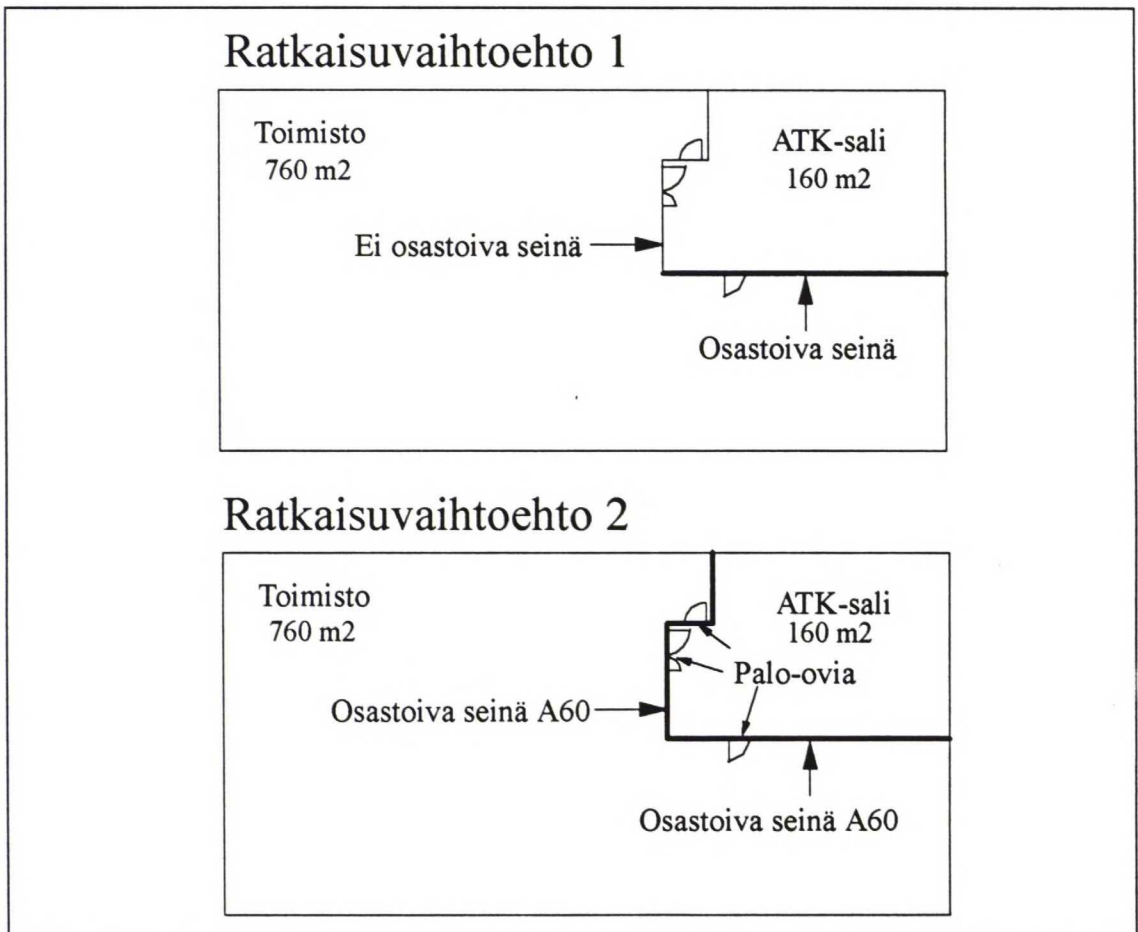 Ratkaisuvaihtoehto 1
Toimisto
760 m2
ATK-sali
160 m2
Ei osastoiva seinä
Osastoiva seinä
Ratkaisuvaihtoehto 2
Toimisto
760 m2
ATK-sali
160 m2
Palo-ovia
Osastoiva seinä A60
Osastoiva seinä A60